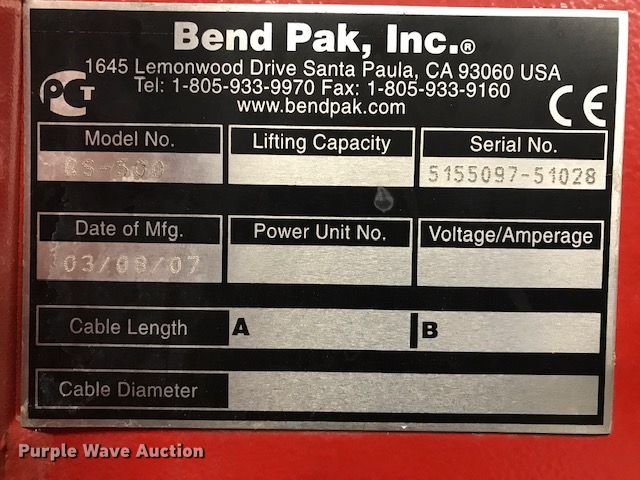 Bend Pak, Inc.®
1645 Lemonwood Drive Santa Paula, CA 93060 USA
Tel: 1-805-933-9970 Fax: 1-805-933-9160
www.bendpak.com
PCT
CE
Model No.
Lifting Capacity
Serial No.
RS-500
5155097-51028
Date of Mfg.
Power Unit No.
Voltage/Amperage
03/08/07
Cable Length
A
B
Cable Diameter
Purple Wave Auction